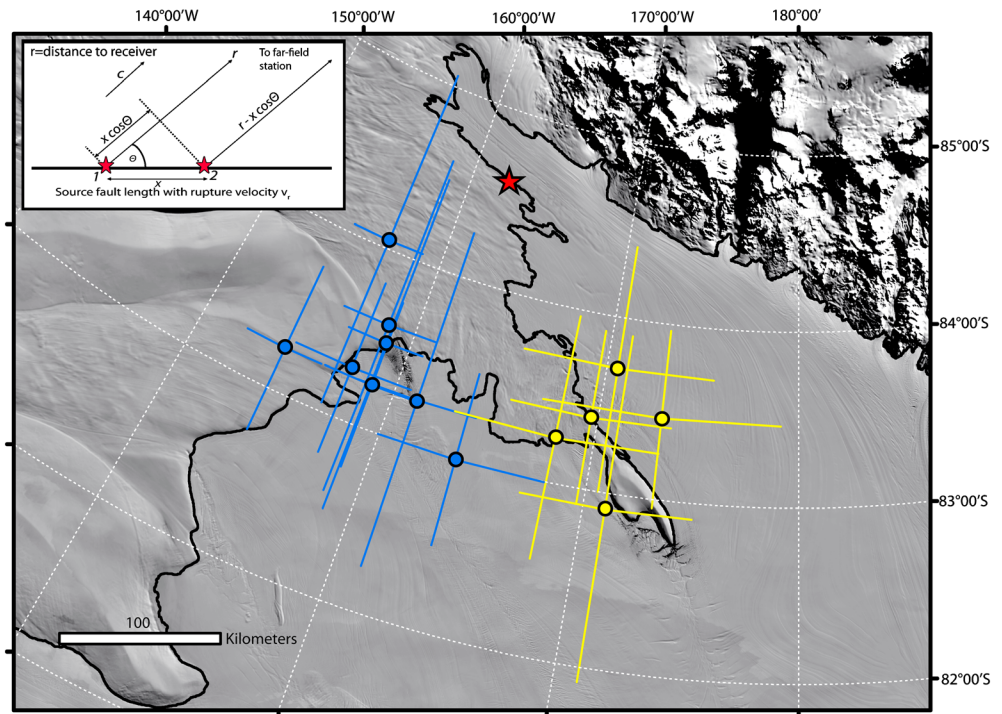 140°00'W
150°00'W
160°00'W
170°00'W
180°00'
r=distance to receiver
c
r
To far-field
station
x cosΘ
r - x cosΘ
Θ
1
2
x
Source fault length with rupture velocity vr
85°00'S
84°00'S
83°00'S
82°00'S
100
Kilometers